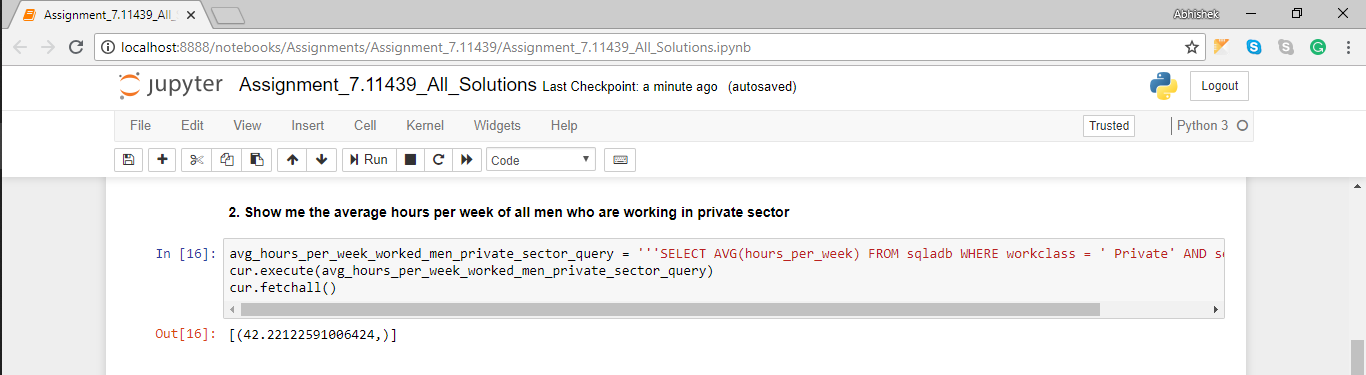 Assignment_7.11439_All_
Abhishek
localhost:8888/notebooks/Assignments/Assignment_7.11439/Assignment_7.11439_All_Solutions.ipynb
jupyter Assignment_7.11439_All_Solutions Last Checkpoint: a minute ago (autosaved)
Logout
File Edit View Insert Cell Kernel Widgets Help Trusted Python 3
Run Code
2. Show me the average hours per week of all men who are working in private sector
In [16]: avg_hours_per_week_worked_men_private_sector_query = '''SELECT AVG(hours_per_week) FROM sqladb WHERE workclass = ' Private' AND
cur.execute(avg_hours_per_week_worked_men_private_sector_query)
cur.fetchall()
Out[16]: [(42.22122591006424,)]